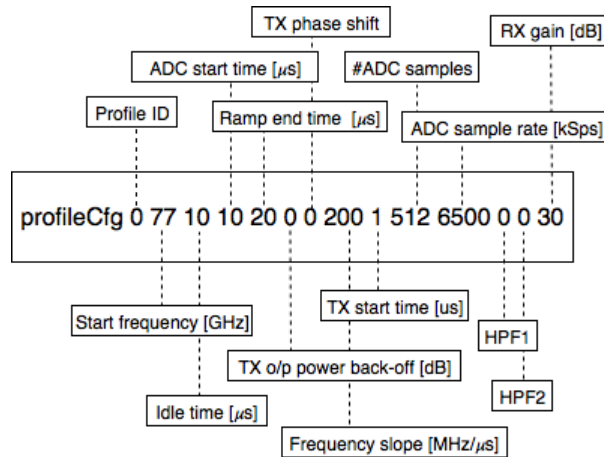 TX phase shift
RX gain [dB]
ADC start time [μs]
#ADC samples
Profile ID
Ramp end time [μs]
ADC sample rate [kSps]
profileCfg 0 77 10 10 20 0 0 200 1 512 6500 0 0 30
TX start time [us]
Start frequency [GHz]
HPF1
TX o/p power back-off [dB]
HPF2
Idle time [μs]
Frequency slope [MHz/μs]